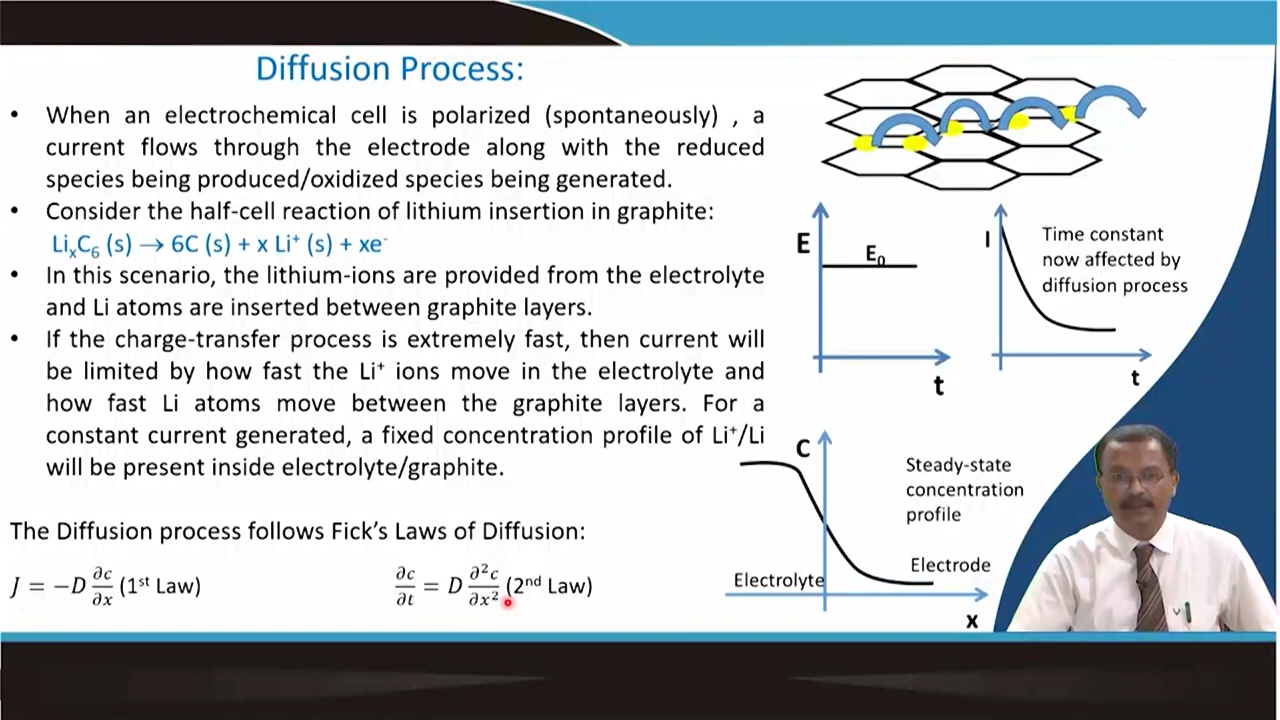 Diffusion Process:
• When an electrochemical cell is polarized (spontaneously) , a
current flows through the electrode along with the reduced
species being produced/oxidized species being generated.
• Consider the half-cell reaction of lithium insertion in graphite:
LiₓC₆ (s) → 6C (s) + x Li⁺ (s) + xe⁻
• In this scenario, the lithium-ions are provided from the electrolyte
and Li atoms are inserted between graphite layers.
• If the charge-transfer process is extremely fast, then current will
be limited by how fast the Li⁺ ions move in the electrolyte and
how fast Li atoms move between the graphite layers. For a
constant current generated, a fixed concentration profile of Li⁺/Li
will be present inside electrolyte/graphite.
The Diffusion process follows Fick's Laws of Diffusion:
J = −D ∂c/∂x (1ˢᵗ Law)
∂c/∂t = D ∂²c/∂x² (2ⁿᵈ Law)
E
E₀
t
I
Time constant
now affected by
diffusion process
t
C
Steady-state
concentration
profile
Electrolyte
Electrode
x